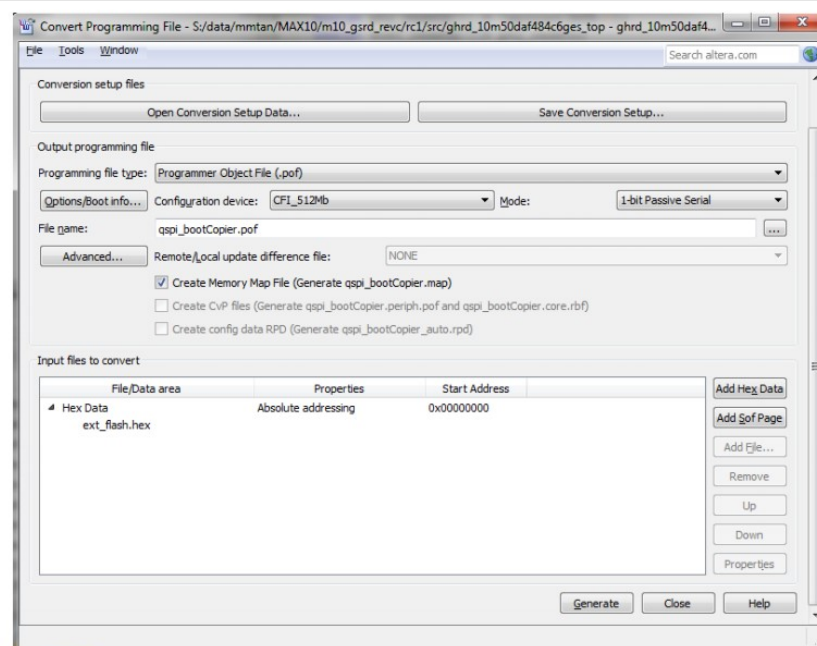 Convert Programming File - S:/data/mmtan/MAX10/m10_gsrd_revc/rc1/src/ghrd_10m50daf484c6ges_top - ghrd_10m50daf4...
File Tools Window
Search altera.com
Conversion setup files
Open Conversion Setup Data... Save Conversion Setup...
Output programming file
Programming file type: Programmer Object File (.pof)
Options/Boot info... Configuration device: CFI_512Mb Mode: 1-bit Passive Serial
File name: qspi_bootCopier.pof ...
Advanced... Remote/Local update difference file: NONE
Create Memory Map File (Generate qspi_bootCopier.map)
Create CvP files (Generate qspi_bootCopier.periph.pof and qspi_bootCopier.core.rbf)
Create config data RPD (Generate qspi_bootCopier_auto.rpd)
Input files to convert
File/Data area Properties Start Address
Hex Data Absolute addressing 0x00000000
ext_flash.hex
Add Hex Data
Add Sof Page
Add File...
Remove
Up
Down
Properties
Generate Close Help